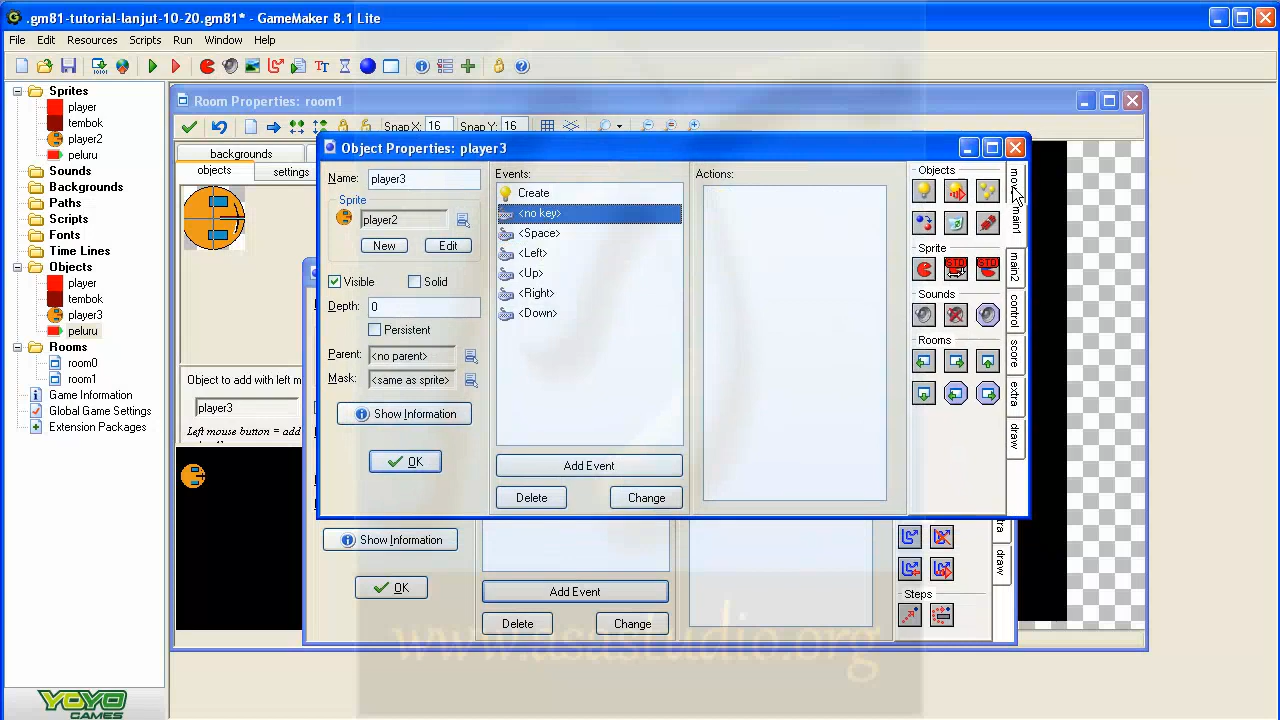 .gm81-tutorial-lanjut-10-20.gm81* - GameMaker 8.1 Lite
File Edit Resources Scripts Run Window Help
Sprites
player
tembok
player2
peluru
Sounds
Backgrounds
Paths
Scripts
Fonts
Time Lines
Objects
player
tembok
player3
peluru
Rooms
room0
room1
Game Information
Global Game Settings
Extension Packages
YOYO
GAMES
Room Properties: room1
Snap X: 16 Snap Y: 16
backgrounds
objects settings
Object to add with left m
player3
Left mouse button = add
Object Properties: player3
Name: player3
Sprite
player2
New Edit
Visible Solid
Depth: 0
Persistent
Parent: <no parent>
Mask: <same as sprite>
Show Information
OK
Events:
Create
<no key>
<Space>
<Left>
<Up>
<Right>
<Down>
Add Event
Delete Change
Actions:
Objects
Sprite
Sounds
Rooms
main1
main2
control
score
extra
draw
Show Information
OK
Add Event
Delete Change
draw
Steps
www.asastudio.org